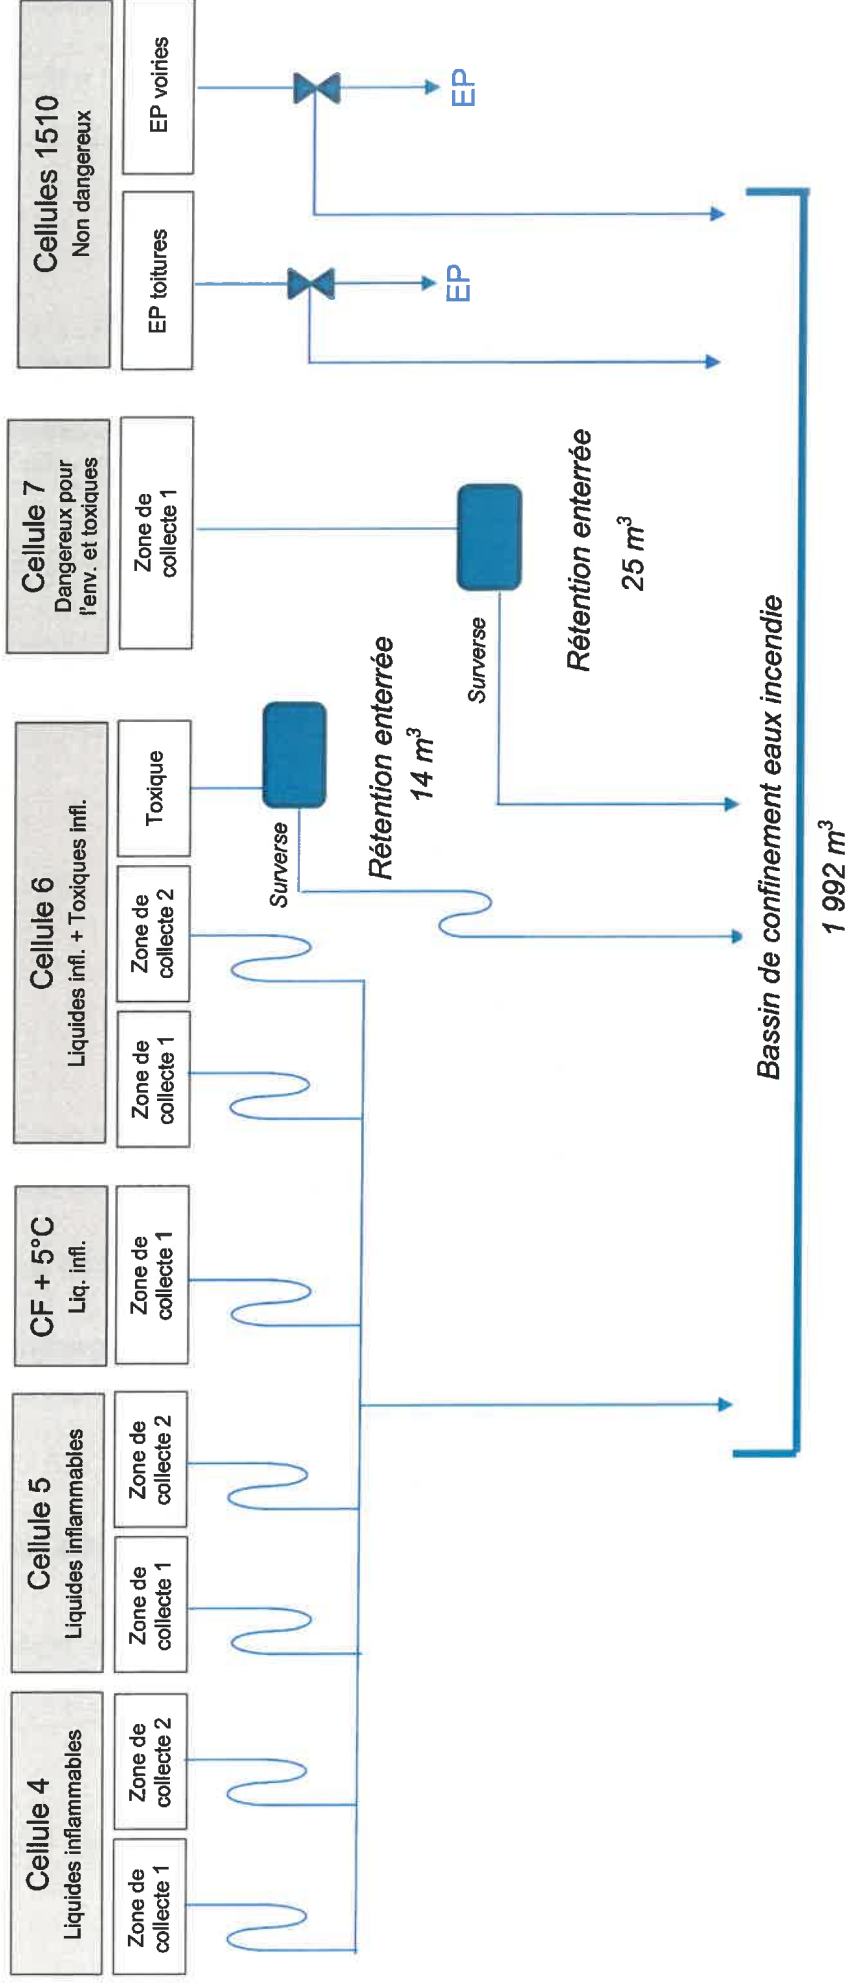 Cellule 4
Liquides inflammables
Zone de
collecte 1
Zone de
collecte 2
Cellule 5
Liquides inflammables
Zone de
collecte 1
Zone de
collecte 2
CF + 5°C
Liq. infl.
Zone de
collecte 1
Cellule 6
Liquides infl. + Toxiques infl.
Zone de
collecte 1
Zone de
collecte 2
Toxique
Surverse
Rétention enterrée
14 m³
Cellule 7
Dangereux pour
l'env. et toxiques
Zone de
collecte 1
Surverse
Rétention enterrée
25 m³
Cellules 1510
Non dangereux
EP toitures
EP voiries
EP
EP
Bassin de confinement eaux incendie
1 992 m³